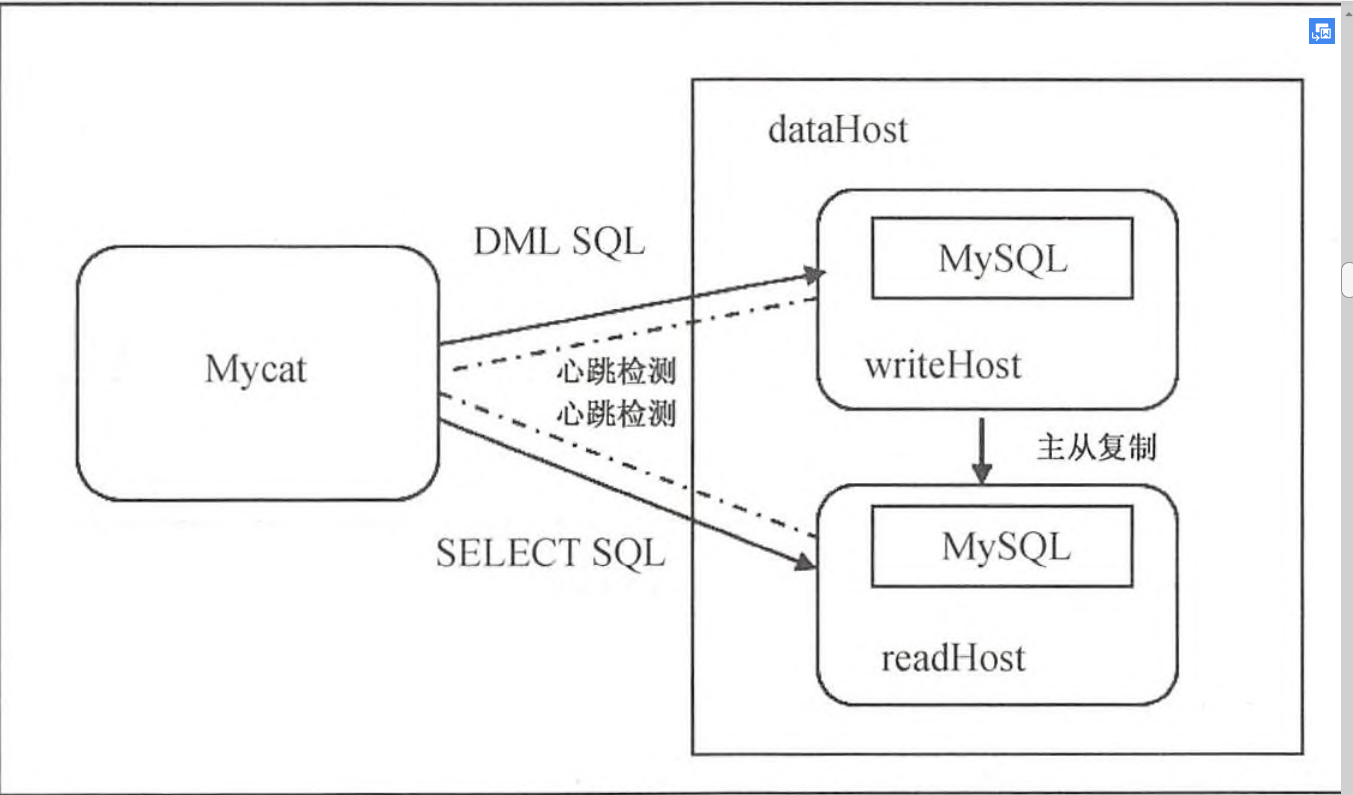 dataHost
DML SQL
MySQL
Mycat
心跳检测
writeHost
心跳检测
主从复制
SELECT SQL
MySQL
readHost